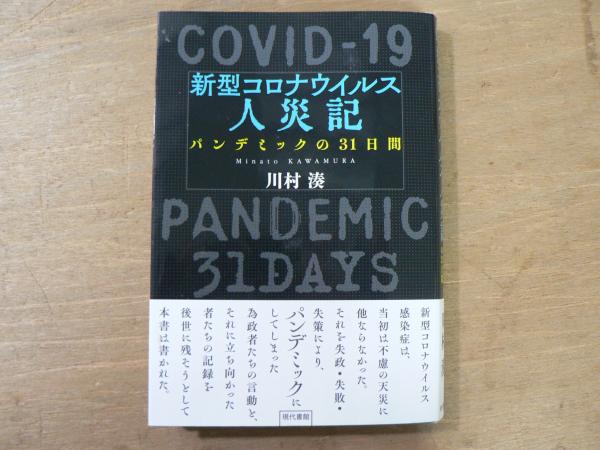 COVID-19
新型コロナウイルス
人災記
パンデミックの31日間
Minato KAWAMURA
川村 湊
PANDEMIC
31DAYS
新型コロナウイルス
感染症は、
当初は不慮の天災に
他ならなかった。
それを失政・失敗・
失策により、
パンデミックに
してしまった
為政者たちの言動と、
それに立ち向かった
者たちの記録を
後世に残そうとして
本書は書かれた。
現代書館